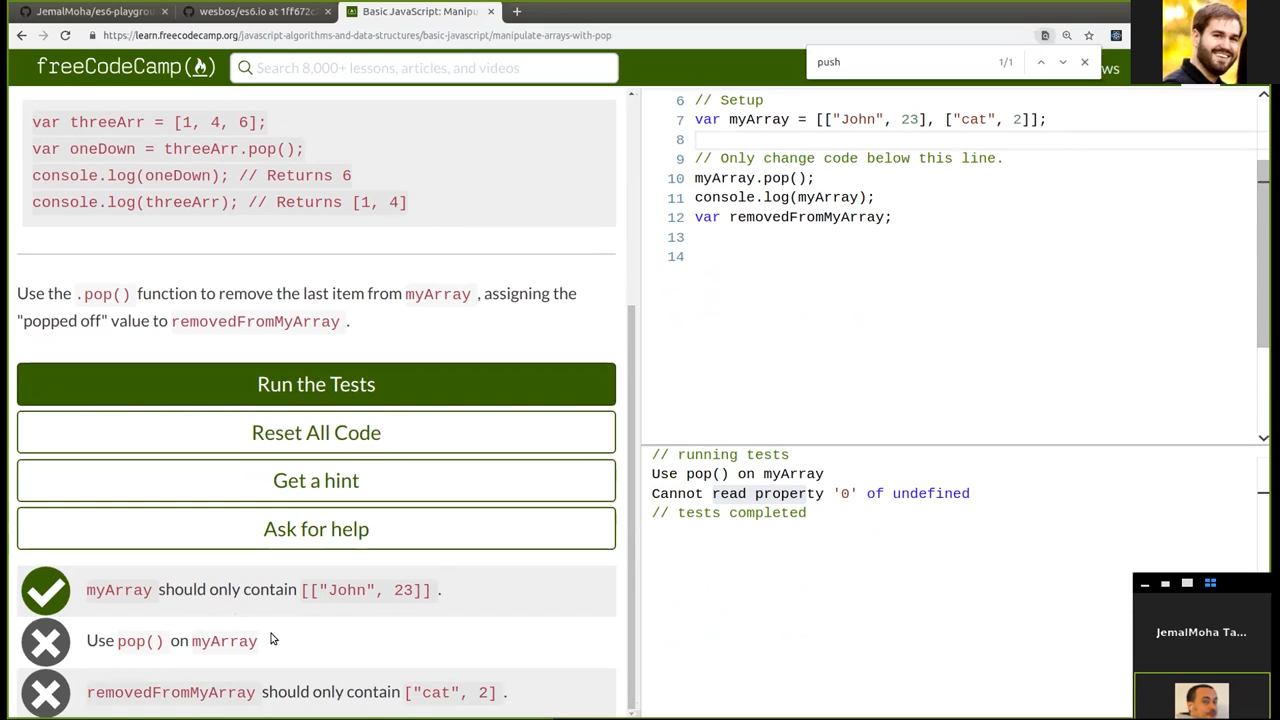 JemalMoha/es6-playgrou
wesbos/es6.io at 1ff672c2
Basic JavaScript: Manipu
https://learn.freecodecamp.org/javascript-algorithms-and-data-structures/basic-javascript/manipulate-arrays-with-pop
freeCodeCamp
Search 8,000+ lessons, articles, and videos
push
1/1
ws
var threeArr = [1, 4, 6];
var oneDown = threeArr.pop();
console.log(oneDown); // Returns 6
console.log(threeArr); // Returns [1, 4]
Use the .pop() function to remove the last item from myArray , assigning the
"popped off" value to removedFromMyArray .
Run the Tests
Reset All Code
Get a hint
Ask for help
myArray should only contain [["John", 23]] .
Use pop() on myArray
removedFromMyArray should only contain ["cat", 2] .
6 // Setup
7 var myArray = [["John", 23], ["cat", 2]];
8
9 // Only change code below this line.
10 myArray.pop();
11 console.log(myArray);
12 var removedFromMyArray;
13
14
// running tests
Use pop() on myArray
Cannot read property '0' of undefined
// tests completed
JemalMoha Ta...